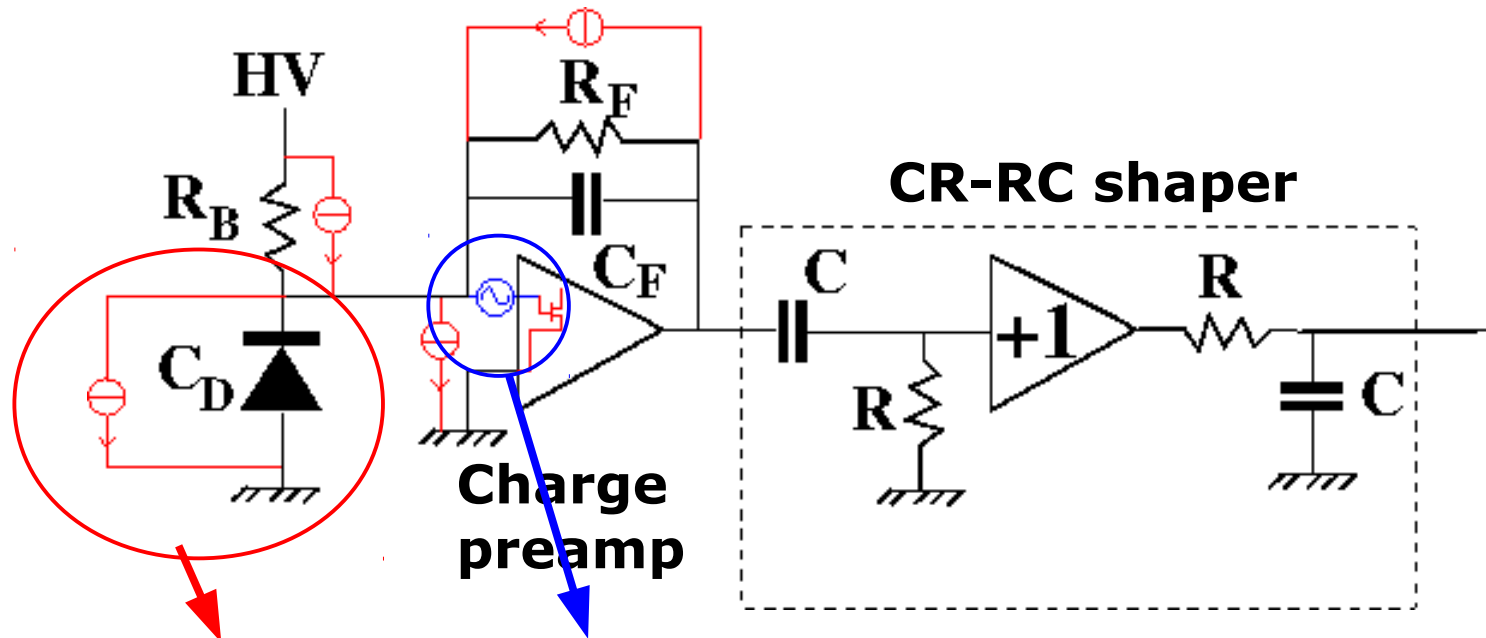 HV
R_F
R_B
CR-RC shaper
C_F
C
R
+1
C_D
R
C
Charge
preamp